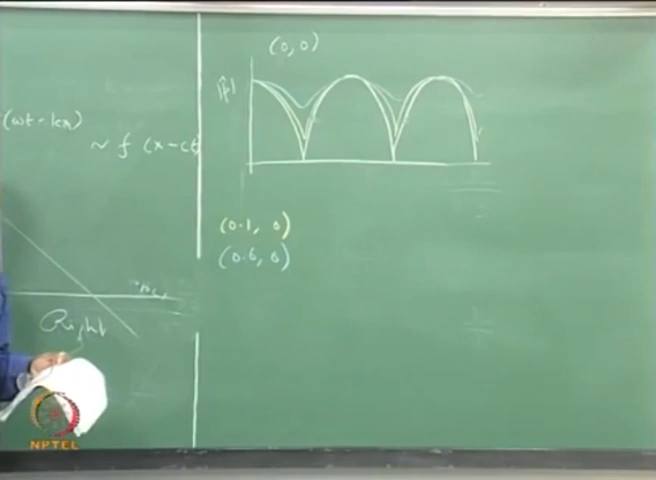 (0, 0)
|p̂|
(ωt - kx)
~ f (x-ct)
(0.1, 0)
(0.6, 0)
Right
NPTEL